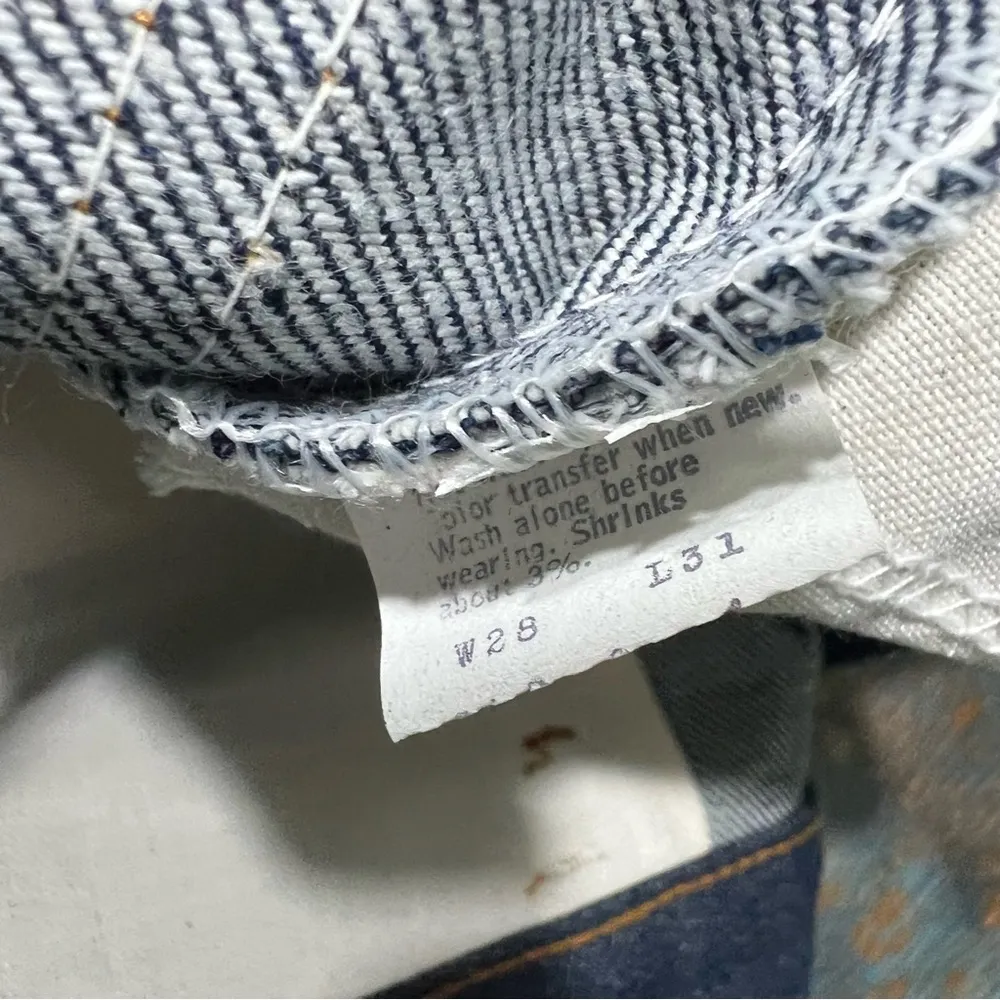 color transfer when new.
Wash alone before
wearing. Shrinks
about 3%.
W28 L31